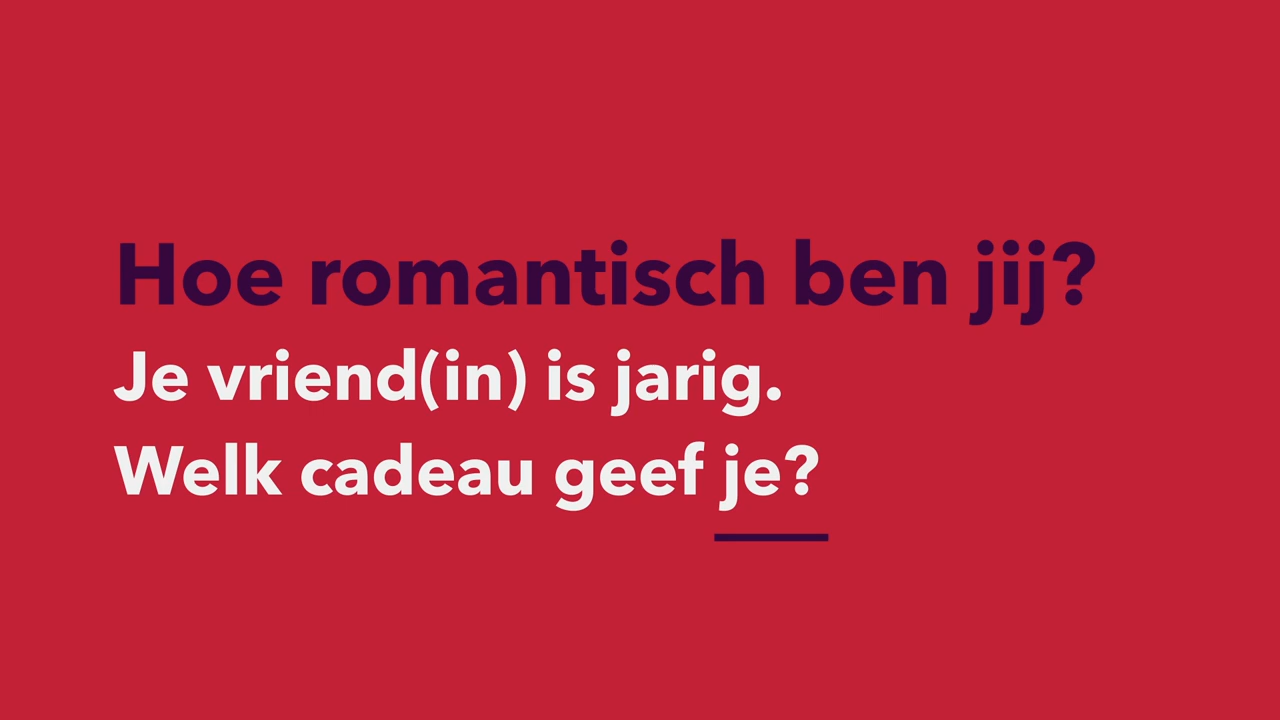 Hoe romantisch ben jij?
Je vriend(in) is jarig.
Welk cadeau geef je?